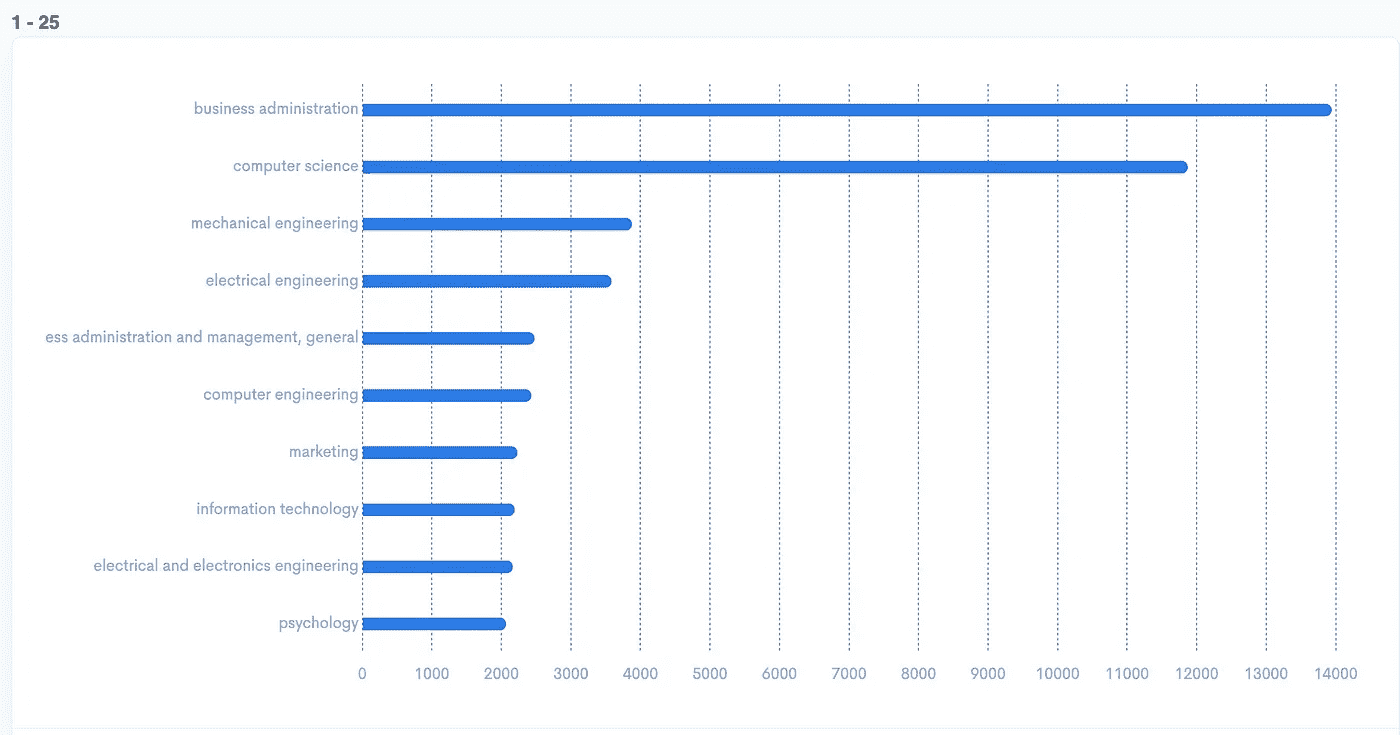 1 - 25
business administration
computer science
mechanical engineering
electrical engineering
ess administration and management, general
computer engineering
marketing
information technology
electrical and electronics engineering
psychology
0 1000 2000 3000 4000 5000 6000 7000 8000 9000 10000 11000 12000 13000 14000